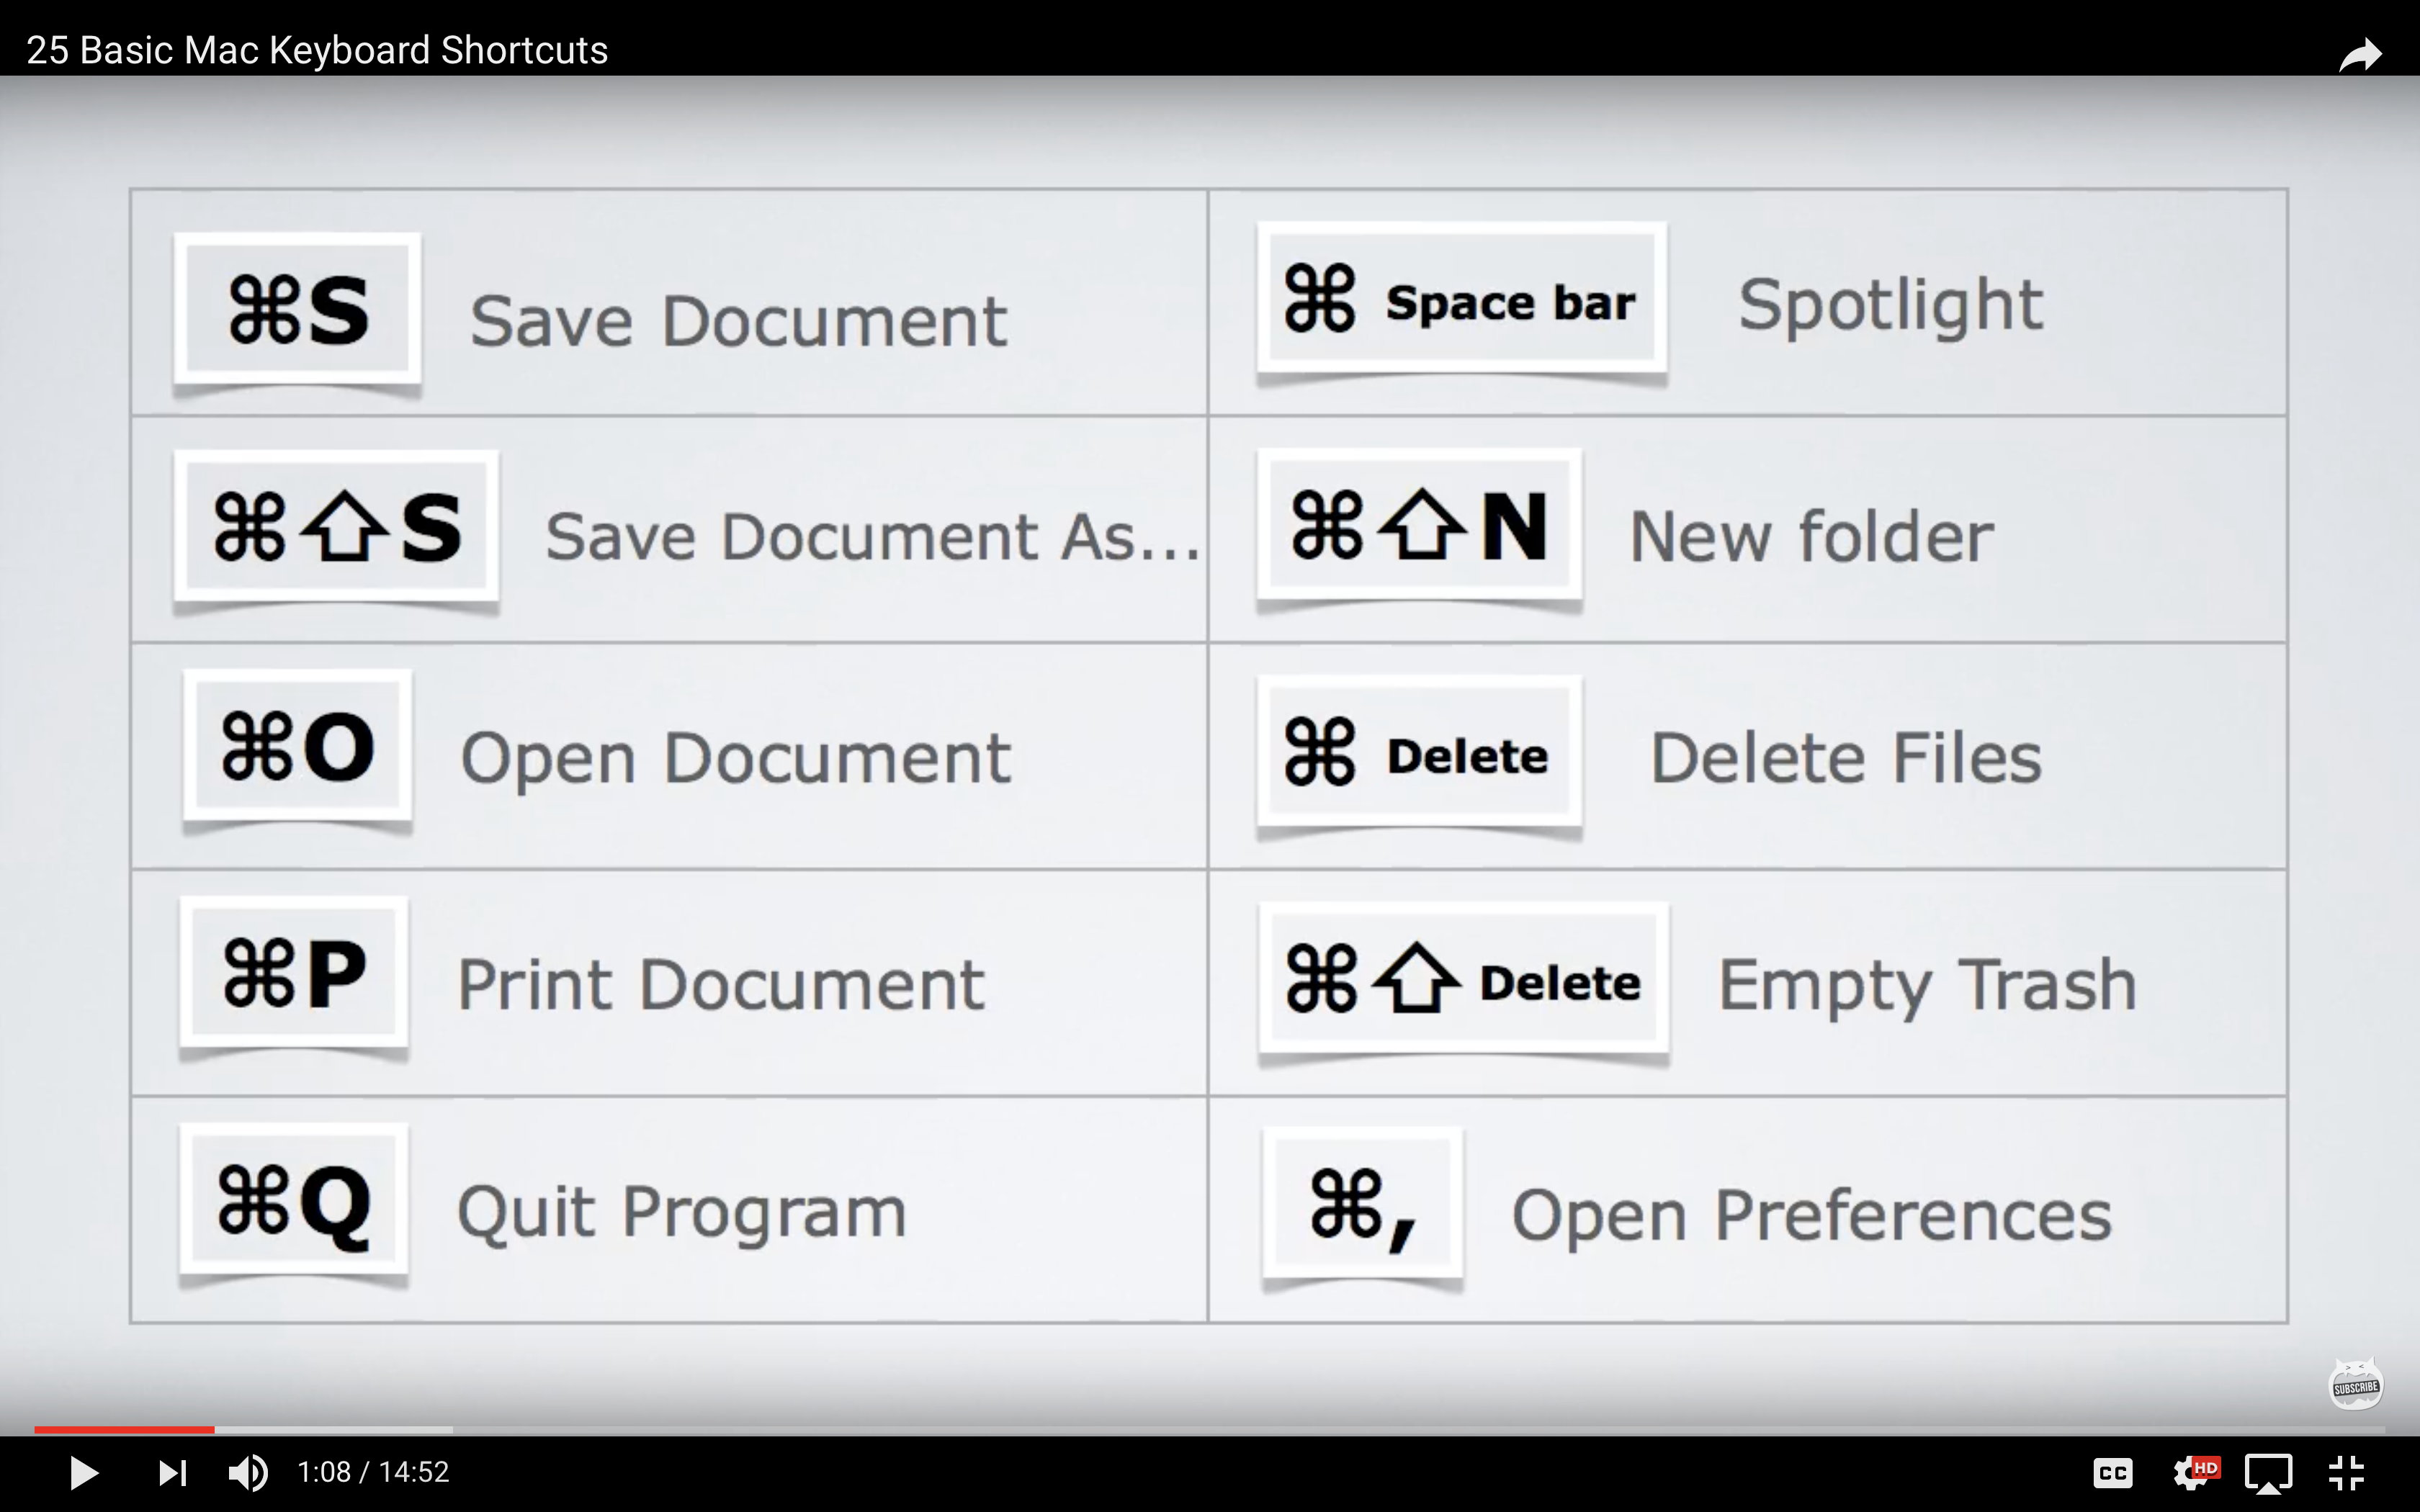 25 Basic Mac Keyboard Shortcuts
⌘S Save Document
⌘ Space bar Spotlight
⌘⇧S Save Document As...
⌘⇧N New folder
⌘O Open Document
⌘ Delete Delete Files
⌘P Print Document
⌘⇧ Delete Empty Trash
⌘Q Quit Program
⌘, Open Preferences
SUBSCRIBE
1:08 / 14:52
CC
HD